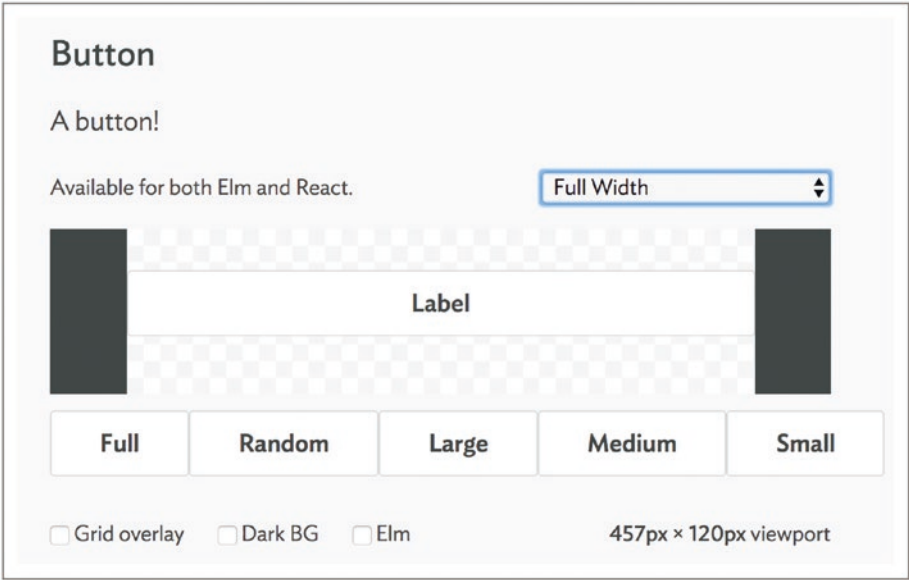 Button
A button!
Available for both Elm and React. Full Width
Label
Full Random Large Medium Small
Grid overlay Dark BG Elm 457px × 120px viewport